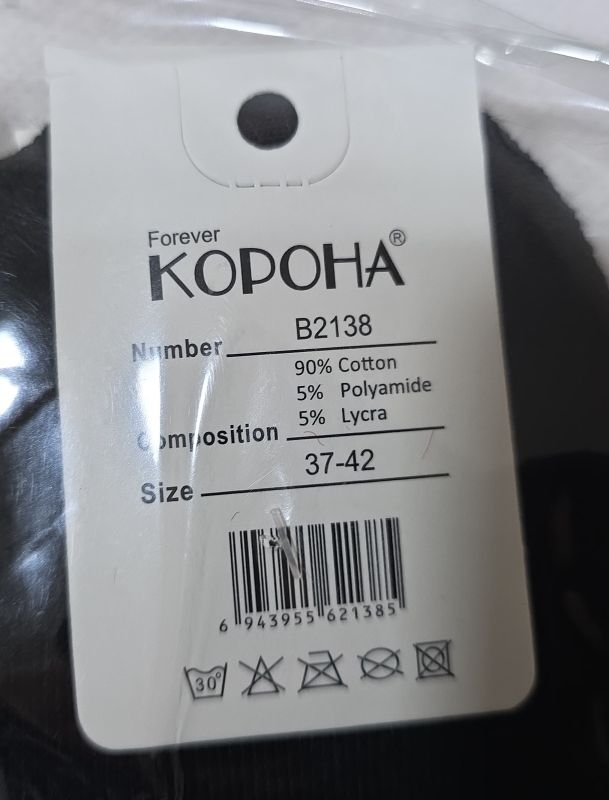 Forever
КОРОНА®
Number B2138
90% Cotton
5% Polyamide
5% Lycra
Composition
37-42
Size
6 943955 621385
30°